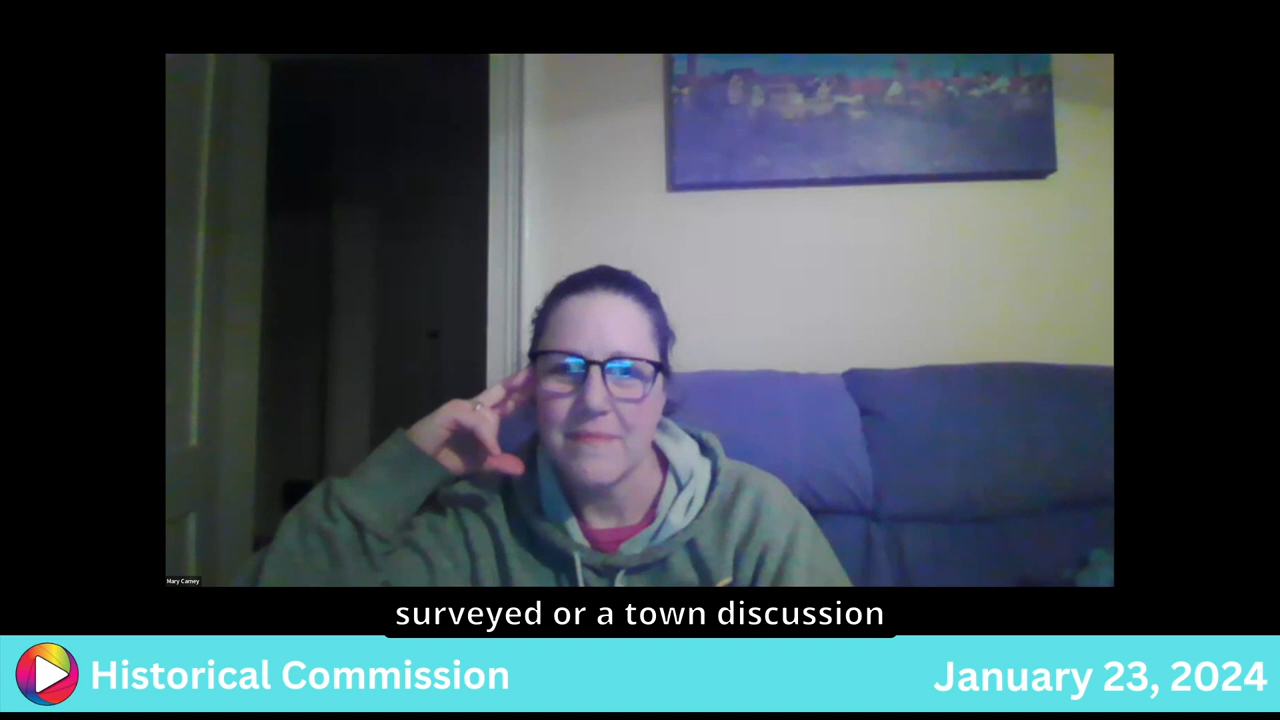 Mary Carney
surveyed or a town discussion
Historical Commission
January 23, 2024